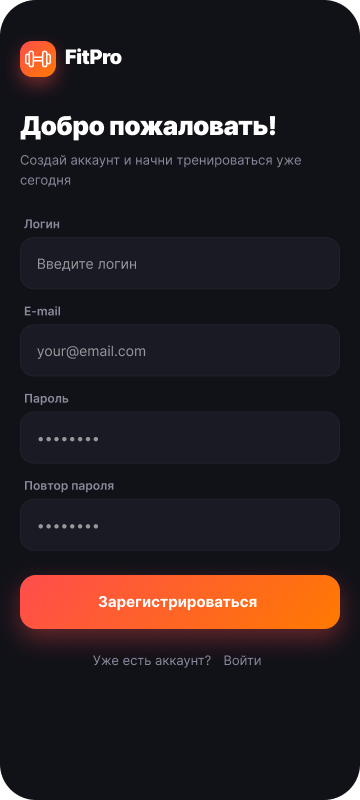 FitPro
Добро пожаловать!
Создай аккаунт и начни тренироваться уже
сегодня
Логин
Введите логин
E-mail
your@email.com
Пароль
••••••••
Повтор пароля
••••••••
Зарегистрироваться
Уже есть аккаунт? Войти